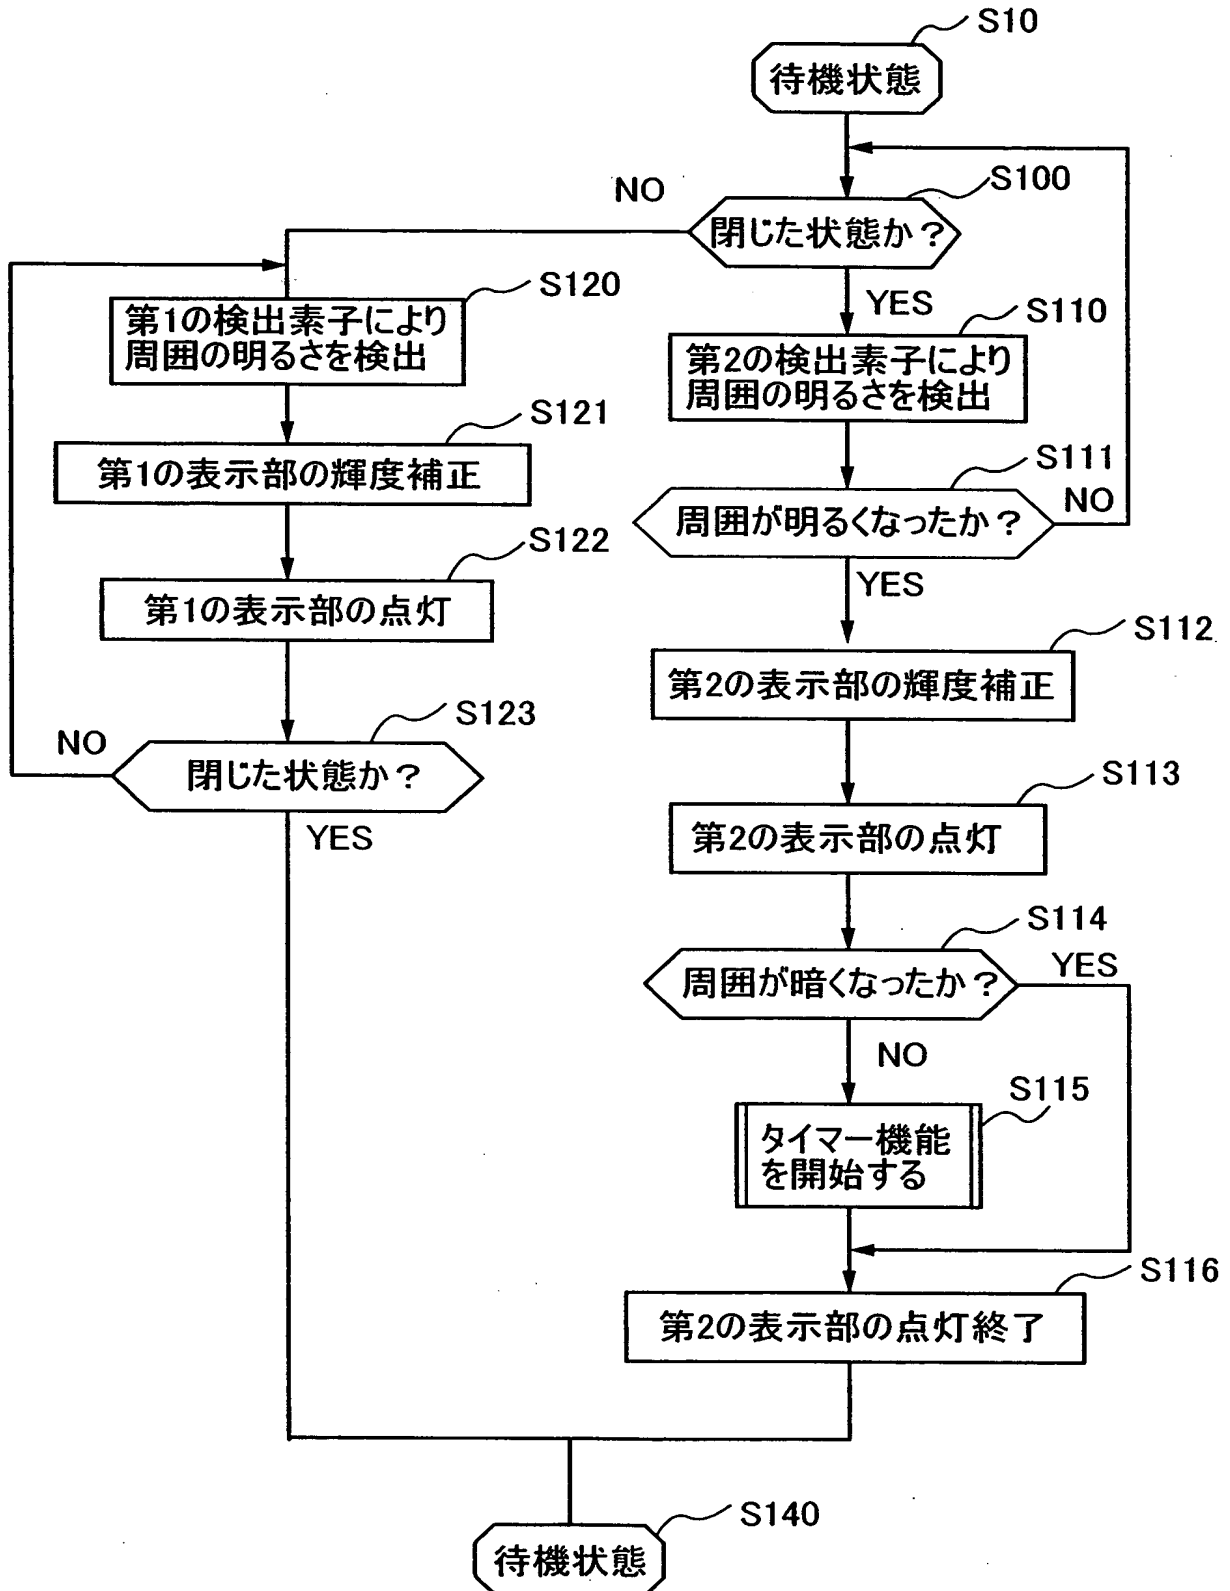 S10
待機状態
S100
NO
閉じた状態か？
YES
S120
第1の検出素子により
周囲の明るさを検出
S110
第2の検出素子により
周囲の明るさを検出
S121
第1の表示部の輝度補正
S111
NO
周囲が明るくなったか？
YES
S122
第1の表示部の点灯
S112
第2の表示部の輝度補正
S123
NO
閉じた状態か？
YES
S113
第2の表示部の点灯
S114
YES
周囲が暗くなったか？
NO
S115
タイマー機能
を開始する
S116
第2の表示部の点灯終了
S140
待機状態